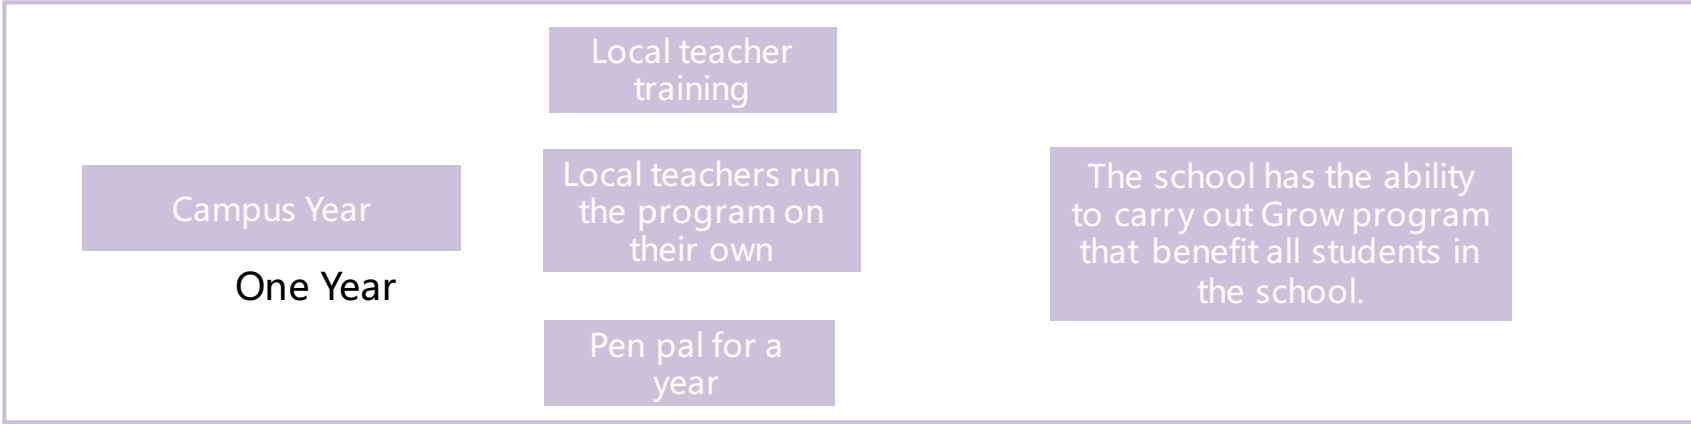 Campus Year
One Year
Local teacher
training
Local teachers run
the program on
their own
Pen pal for a
year
The school has the ability
to carry out Grow program
that benefit all students in
the school.